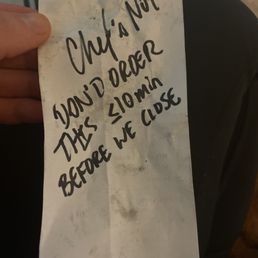 Chef's Not
DON'D ORDER
THIS ≤10min
BEFORE WE CLOSE